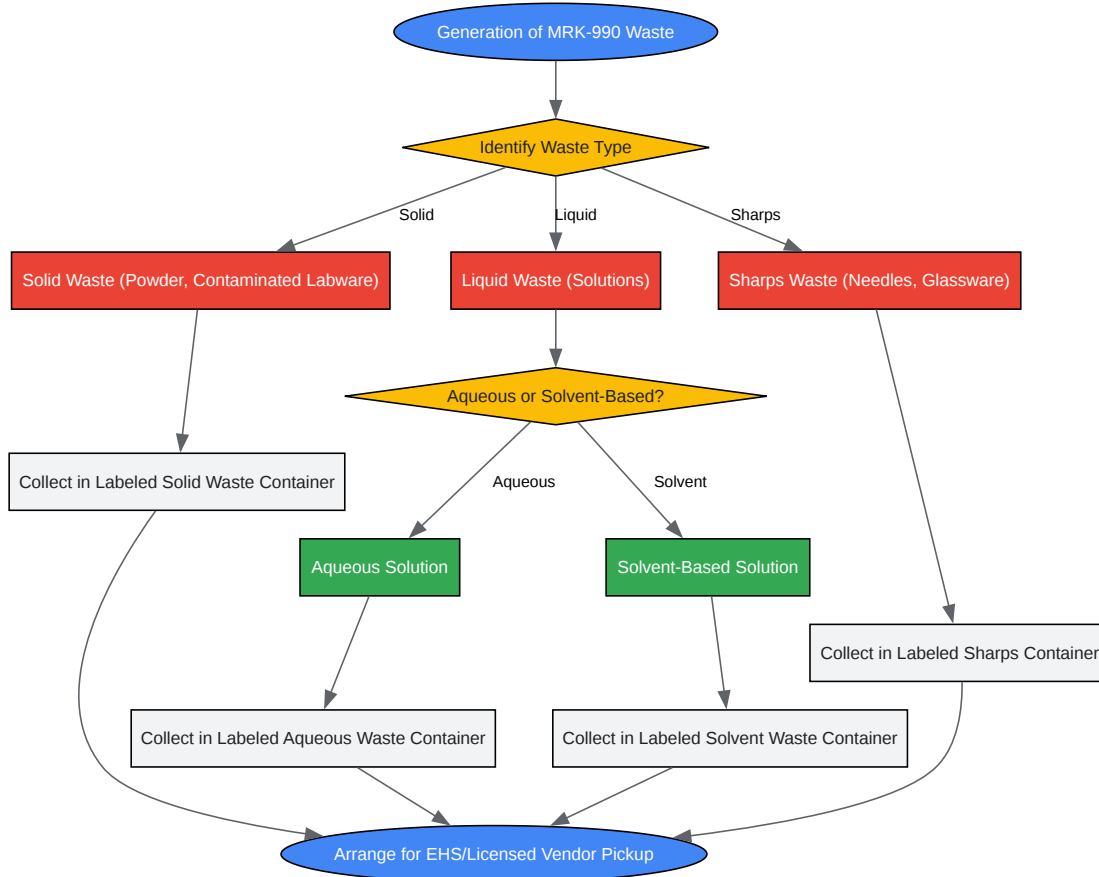 Generation of MRK-990 Waste
Identify Waste Type
Solid
Liquid
Sharps
Solid Waste (Powder, Contaminated Labware)
Liquid Waste (Solutions)
Sharps Waste (Needles, Glassware)
Aqueous or Solvent-Based?
Collect in Labeled Solid Waste Container
Aqueous
Solvent
Aqueous Solution
Solvent-Based Solution
Collect in Labeled Sharps Container
Collect in Labeled Aqueous Waste Container
Collect in Labeled Solvent Waste Container
Arrange for EHS/Licensed Vendor Pickup